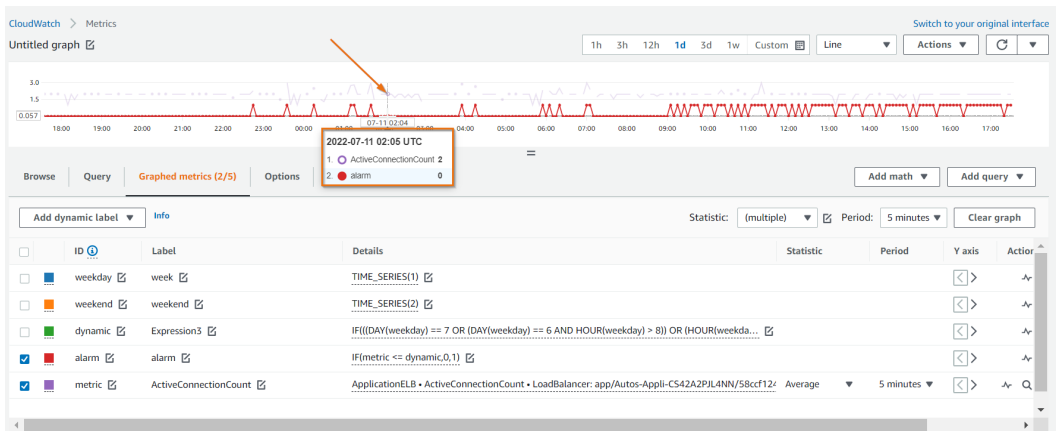 CloudWatch > Metrics Switch to your original interface
Untitled graph 1h 3h 12h 1d 3d 1w Custom Line Actions
3.0
1.5
0.057
18:00 19:00 20:00 21:00 22:00 23:00 00:00 01:00 07-11 02:04 03:00 04:00 05:00 06:00 07:00 08:00 09:00 10:00 11:00 12:00 13:00 14:00 15:00 16:00 17:00
2022-07-11 02:05 UTC
1. ActiveConnectionCount 2
2. alarm 0
Browse Query Graphed metrics (2/5) Options Add math Add query
Add dynamic label Info Statistic: (multiple) Period: 5 minutes Clear graph
ID Label Details Statistic Period Y axis Action
weekday week TIME_SERIES(1)
weekend weekend TIME_SERIES(2)
dynamic Expression3 IF(((DAY(weekday) == 7 OR (DAY(weekday) == 6 AND HOUR(weekday) > 8)) OR (HOUR(weekda...
alarm alarm IF(metric <= dynamic,0,1)
metric ActiveConnectionCount ApplicationELB • ActiveConnectionCount • LoadBalancer: app/Autos-Appli-CS42A2PJL4NN/58ccf124 Average 5 minutes